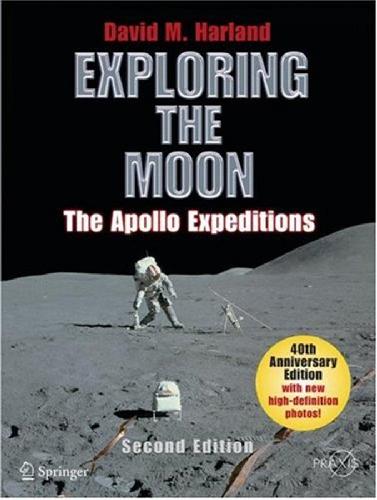 David M. Harland
EXPLORING
THE
MOON
The Apollo Expeditions
40th
Anniversary
Edition
with new
high-definition
photos!
Second Edition
Springer
PRAXIS